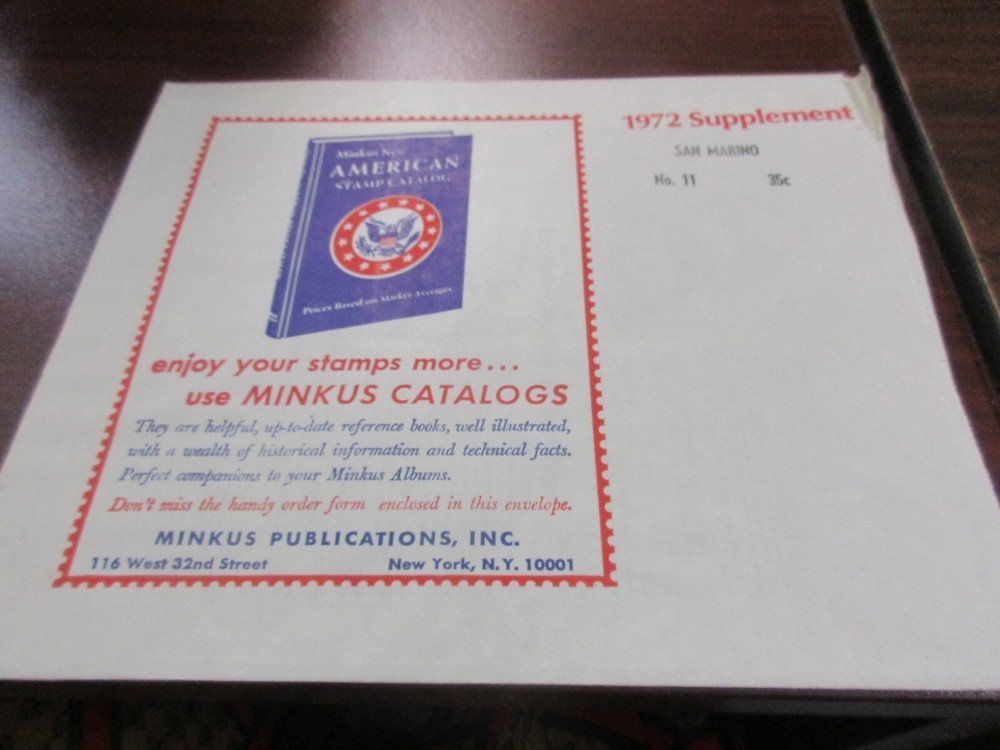 1972 Supplement
SAN MARINO
No. 11 35c
Minkus New
AMERICAN
STAMP CATALOG
Prices Based on Market Averages
enjoy your stamps more...
use MINKUS CATALOGS
They are helpful, up-to-date reference books, well illustrated,
with a wealth of historical information and technical facts.
Perfect companions to your Minkus Albums.
Don't miss the handy order form enclosed in this envelope.
MINKUS PUBLICATIONS, INC.
116 West 32nd Street New York, N.Y. 10001